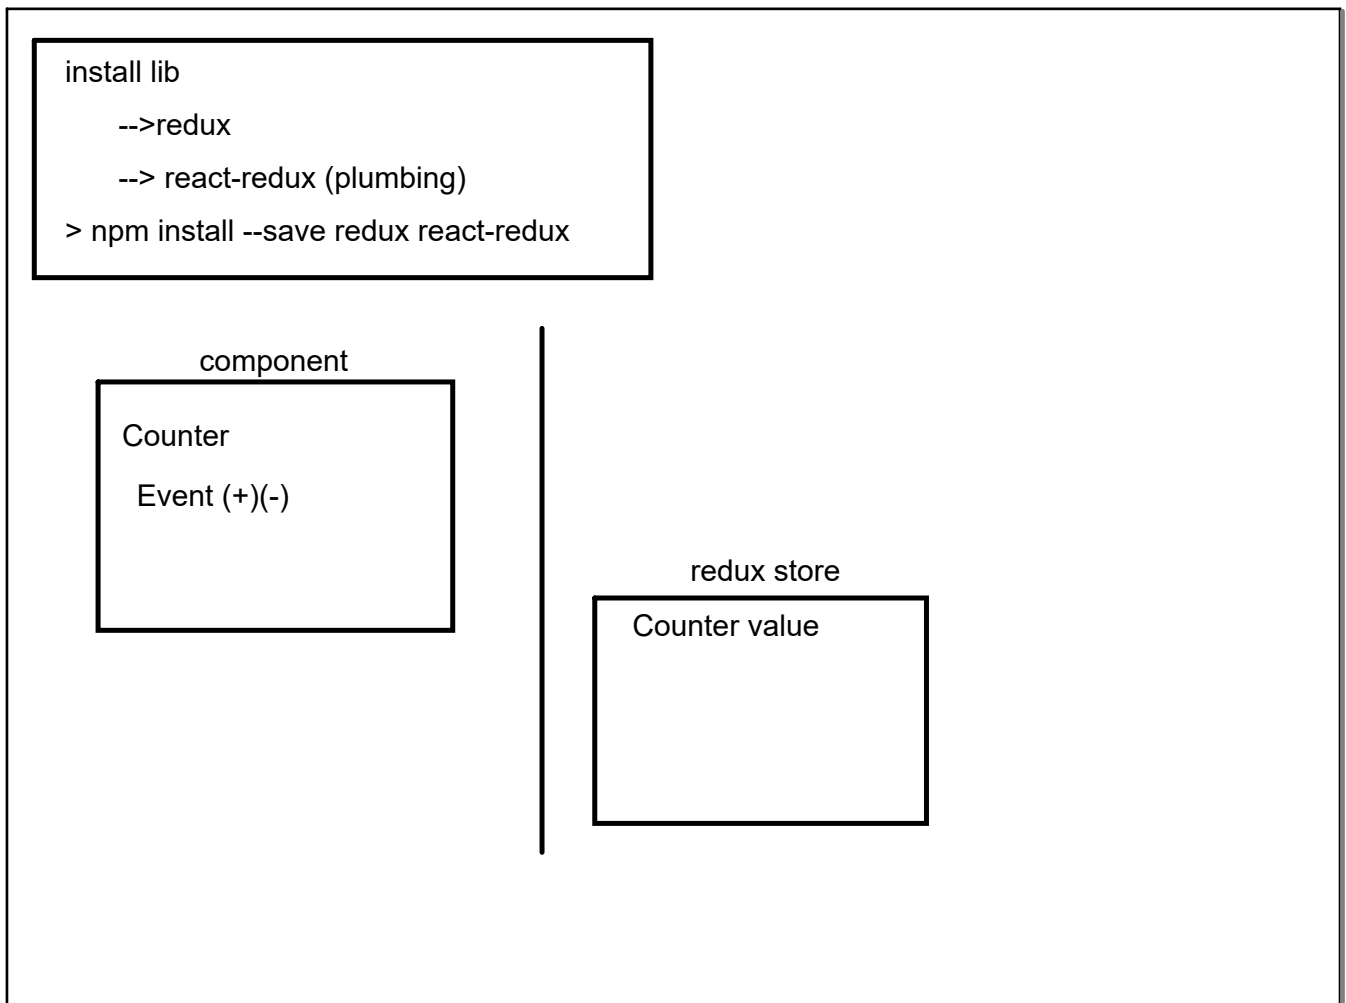 install lib
-->redux
--> react-redux (plumbing)
> npm install --save redux react-redux
component
Counter
Event (+)(-)
redux store
Counter value